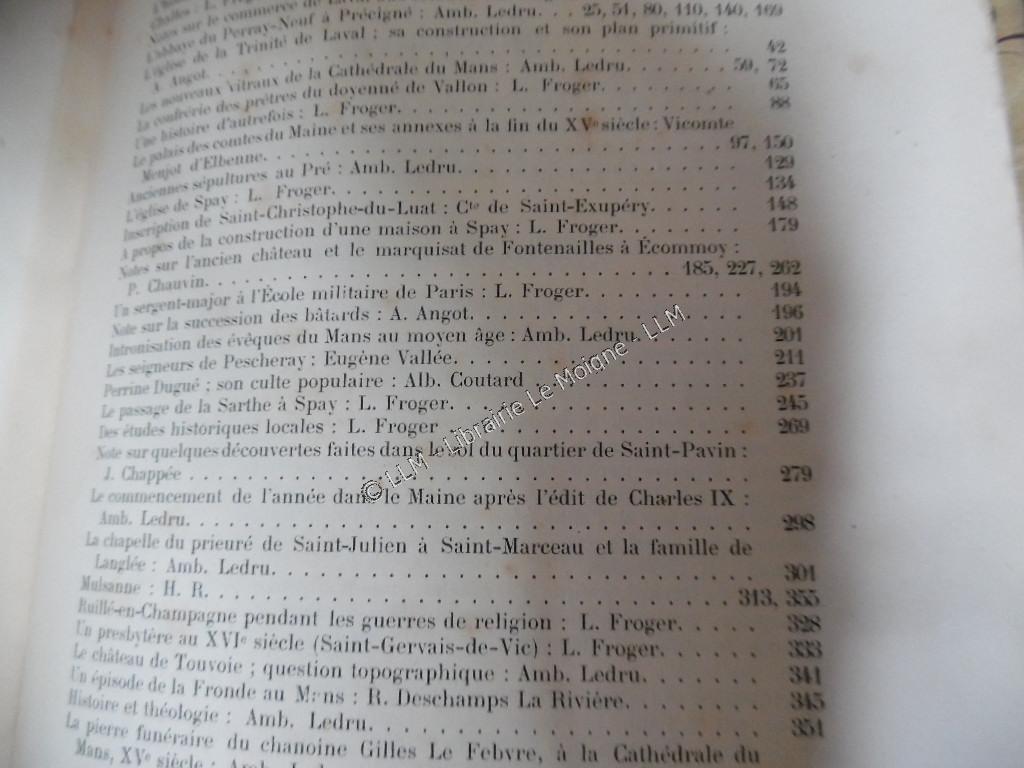 Challes : L. Froger
Notes sur le commerce de Laval
L'abbaye du Perray-Neuf à Précigné : Amb. Ledru. . . 25, 51, 80, 110, 140, 169
L'église de la Trinité de Laval ; sa construction et son plan primitif :
A. Angot. . . . . . . . . . . . . . . . . . . . . . . . . . . . . . 42
Les nouveaux vitraux de la Cathédrale du Mans : Amb. Ledru. . . . . . . 59, 72
La confrérie des prêtres du doyenné de Vallon : L. Froger. . . . . . . . 65
Une histoire d'autrefois : L. Froger. . . . . . . . . . . . . . . . . . 88
Le palais des comtes du Maine et ses annexes à la fin du XVe siècle : Vicomte
Menjot d'Elbenne. . . . . . . . . . . . . . . . . . . . . . . . . 97, 150
Anciennes sépultures au Pré : Amb. Ledru. . . . . . . . . . . . . . . . 129
L'église de Spay : L. Froger. . . . . . . . . . . . . . . . . . . . . . 134
Inscription de Saint-Christophe-du-Luat : Cte de Saint-Exupéry. . . . . . 148
A propos de la construction d'une maison à Spay : L. Froger. . . . . . . 179
Notes sur l'ancien château et le marquisat de Fontenailles à Écommoy :
P. Chauvin. . . . . . . . . . . . . . . . . . . . . . . . . 185, 227, 262
Un sergent-major à l'École militaire de Paris : L. Froger. . . . . . . . 194
Note sur la succession des bâtards : A. Angot. . . . . . . . . . . . . . 196
Intronisation des évêques du Mans au moyen âge : Amb. Ledru. . . . . . . 201
Les seigneurs de Pescheray : Eugène Vallée. . . . . . . . . . . . . . . 211
Perrine Dugué ; son culte populaire : Alb. Coutard . . . . . . . . . . . 237
Le passage de la Sarthe à Spay : L. Froger. . . . . . . . . . . . . . . 245
Des études historiques locales : L. Froger . . . . . . . . . . . . . . . 269
Note sur quelques découvertes faites dans le sol du quartier de Saint-Pavin :
J. Chappée . . . . . . . . . . . . . . . . . . . . . . . . . . . . . 279
Le commencement de l'année dans le Maine après l'édit de Charles IX :
Amb. Ledru. . . . . . . . . . . . . . . . . . . . . . . . . . . . . 298
La chapelle du prieuré de Saint-Julien à Saint-Marceau et la famille de
Langlée : Amb. Ledru. . . . . . . . . . . . . . . . . . . . . . . . 301
Mulsanne : H. R. . . . . . . . . . . . . . . . . . . . . . . . . . 313, 355
Ruillé-en-Champagne pendant les guerres de religion : L. Froger. . . . . 328
Un presbytère au XVIe siècle (Saint-Gervais-de-Vic) : L. Froger. . . . . . 333
Le château de Touvoie ; question topographique : Amb. Ledru. . . . . . . 341
Un épisode de la Fronde au Mans : R. Deschamps La Rivière. . . . . . . . 345
Histoire et théologie : Amb. Ledru. . . . . . . . . . . . . . . . . . . 351
La pierre funéraire du chanoine Gilles Le Febvre, à la Cathédrale du
Mans, XVe siècle : Amb. Ledru
© LLM - Librairie Le Moigne - LLM